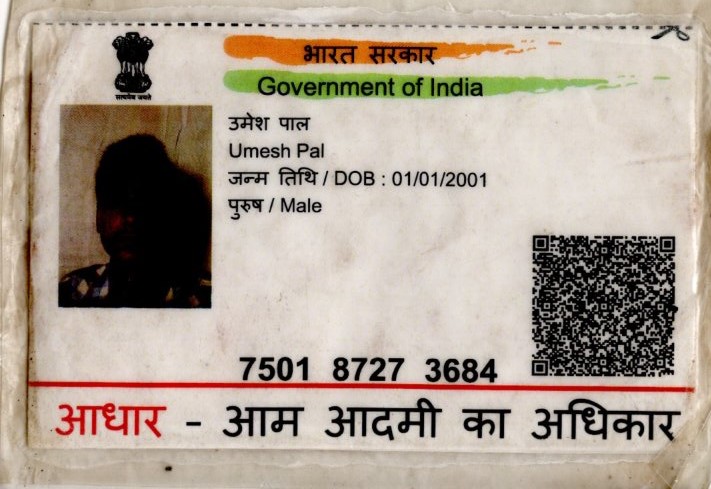 सत्यमेव जयते
भारत सरकार
Government of India
उमेश पाल
Umesh Pal
जन्म तिथि / DOB : 01/01/2001
पुरुष / Male
7501 8727 3684
आधार - आम आदमी का अधिकार